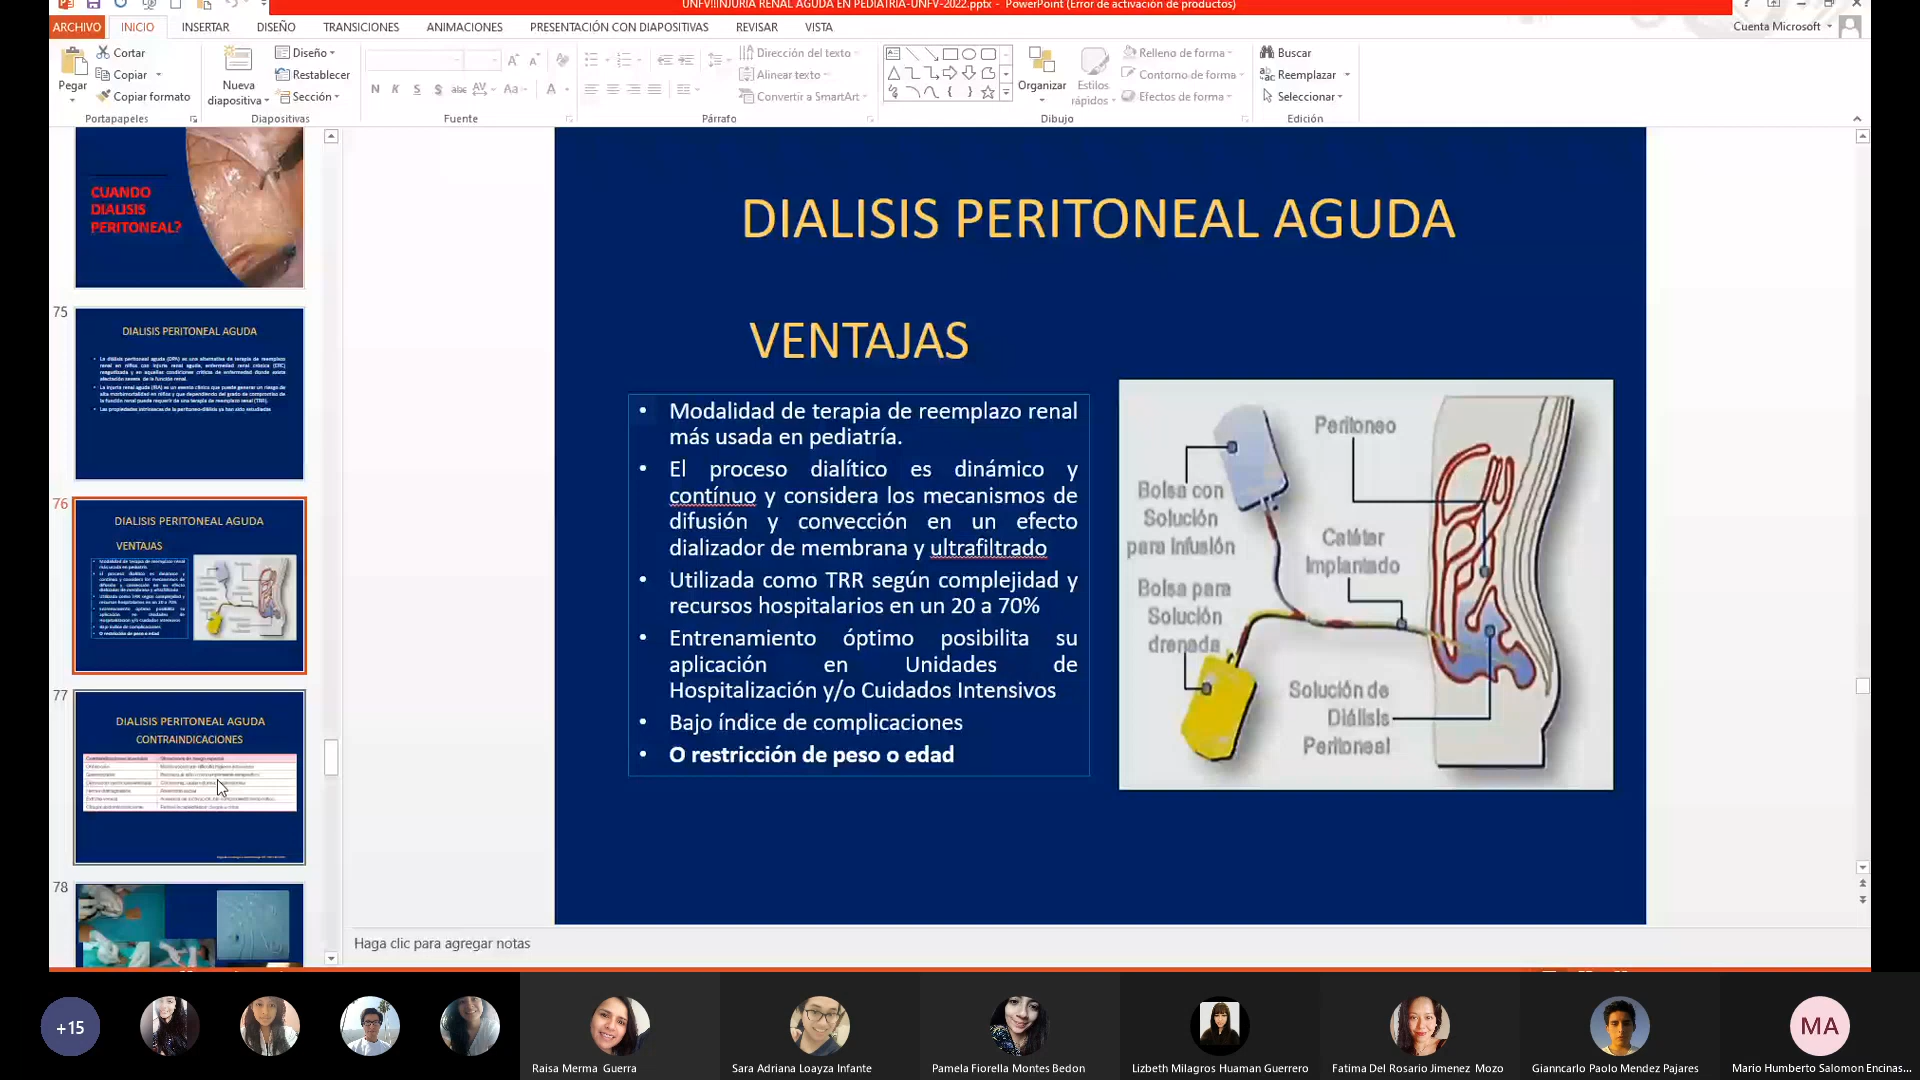 UNFV!!INJURIA RENAL AGUDA EN PEDIATRIA-UNFV-2022.pptx - PowerPoint (Error de activación de productos)
ARCHIVO INICIO INSERTAR DISEÑO TRANSICIONES ANIMACIONES PRESENTACIÓN CON DIAPOSITIVAS REVISAR VISTA
Cuenta Microsoft
Pegar
Cortar
Copiar
Copiar formato
Portapapeles
Nueva
diapositiva
Diseño
Restablecer
Sección
Diapositivas
N K S S abc AV Aa A
Fuente
Dirección del texto
Alinear texto
Convertir a SmartArt
Párrafo
Organizar
Estilos
rápidos
Relleno de forma
Contorno de forma
Efectos de forma
Dibujo
Buscar
Reemplazar
Seleccionar
Edición
CUANDO
DIALISIS
PERITONEAL?
75
DIALISIS PERITONEAL AGUDA
76
DIALISIS PERITONEAL AGUDA
VENTAJAS
77
DIALISIS PERITONEAL AGUDA
CONTRAINDICACIONES
78
DIALISIS PERITONEAL AGUDA
VENTAJAS
• Modalidad de terapia de reemplazo renal
más usada en pediatría.
• El proceso dialítico es dinámico y
contínuo y considera los mecanismos de
difusión y convección en un efecto
dializador de membrana y ultrafiltrado
• Utilizada como TRR según complejidad y
recursos hospitalarios en un 20 a 70%
• Entrenamiento óptimo posibilita su
aplicación en Unidades de
Hospitalización y/o Cuidados Intensivos
• Bajo índice de complicaciones
• O restricción de peso o edad
Peritoneo
Bolsa con
Solución
para Infusión
Catéter
Implantado
Bolsa para
Solución
drenada
Solución de
Diálisis
Peritoneal
Haga clic para agregar notas
+15
Raisa Merma Guerra
Sara Adriana Loayza Infante
Pamela Fiorella Montes Bedon
Lizbeth Milagros Huaman Guerrero
Fatima Del Rosario Jimenez Mozo
Gianncarlo Paolo Mendez Pajares
MA
Mario Humberto Salomon Encinas...